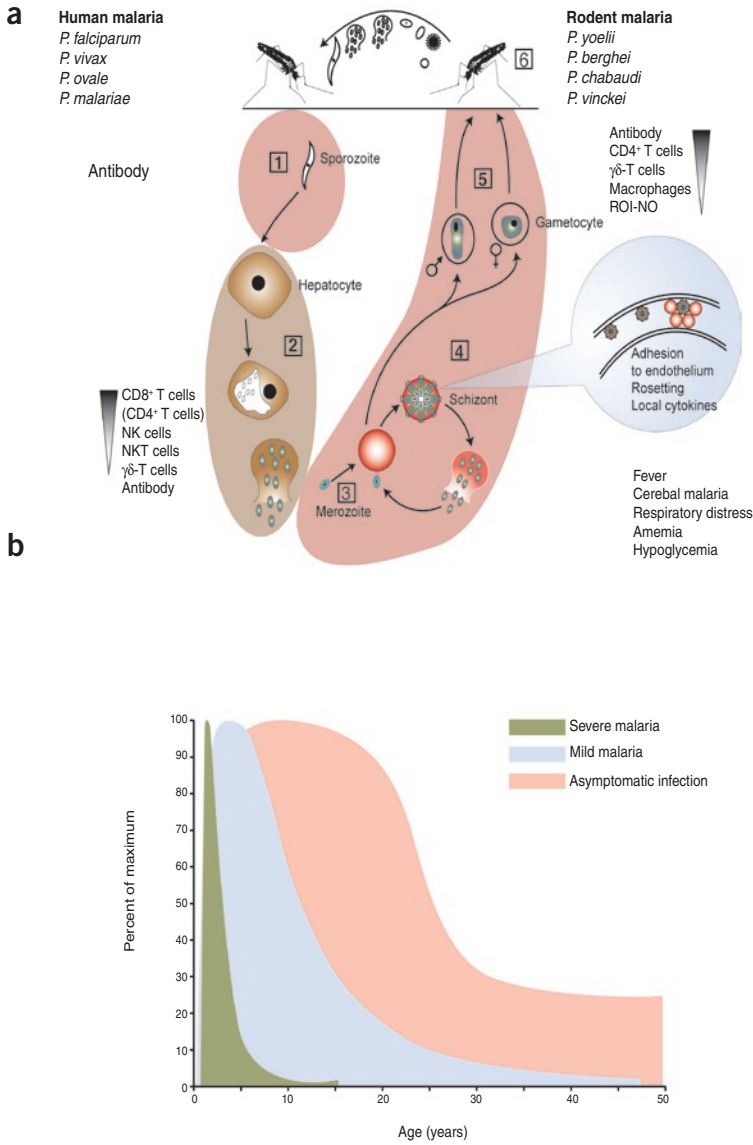 a
Human malaria
P. falciparum
P. vivax
P. ovale
P. malariae
Rodent malaria
P. yoelii
P. berghei
P. chabaudi
P. vinckei
6
Antibody
1
Sporozoite
Hepatocyte
2
CD8+ T cells
(CD4+ T cells)
NK cells
NKT cells
γδ-T cells
Antibody
3
Merozoite
4
Schizont
5
♂
♀
Gametocyte
Antibody
CD4+ T cells
γδ-T cells
Macrophages
ROI-NO
Adhesion
to endothelium
Rosetting
Local cytokines
Fever
Cerebal malaria
Respiratory distress
Amemia
Hypoglycemia
b
Percent of maximum
100
90
80
70
60
50
40
30
20
10
0
0
10
20
30
40
50
Age (years)
Severe malaria
Mild malaria
Asymptomatic infection